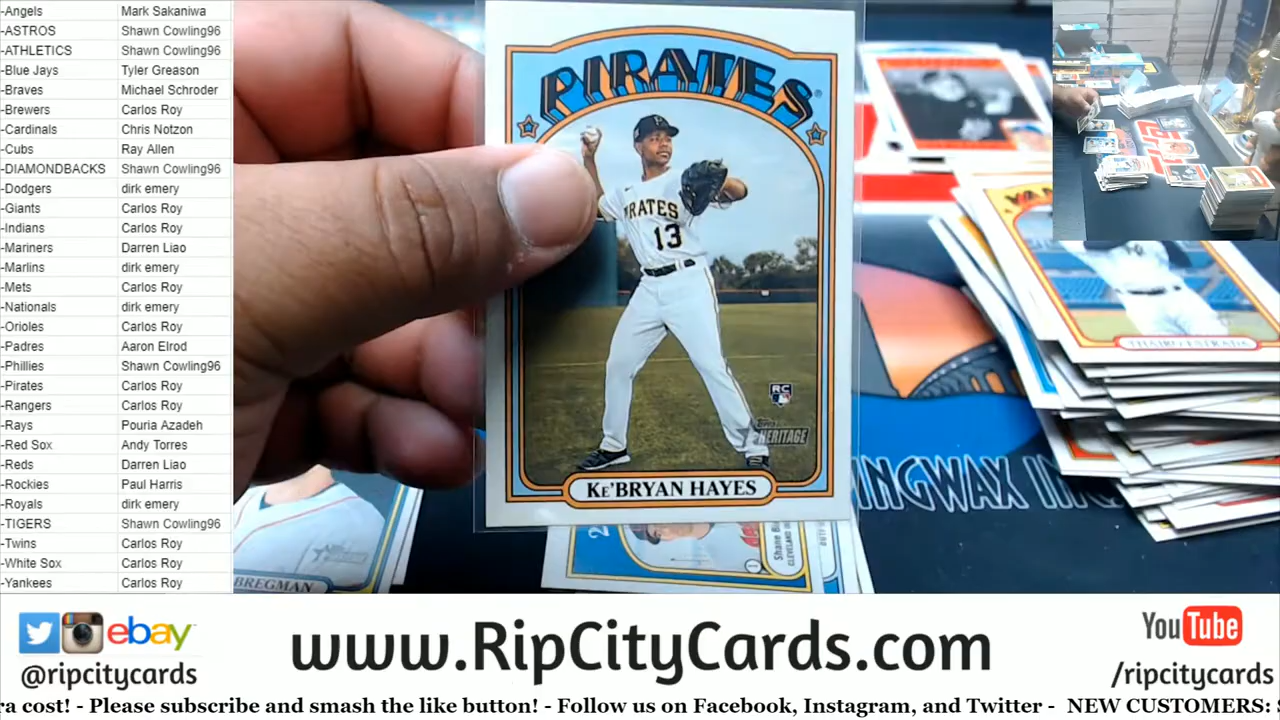 -Angels Mark Sakaniwa
-ASTROS Shawn Cowling96
-ATHLETICS Shawn Cowling96
-Blue Jays Tyler Greason
-Braves Michael Schroder
-Brewers Carlos Roy
-Cardinals Chris Notzon
-Cubs Ray Allen
-DIAMONDBACKS Shawn Cowling96
-Dodgers dirk emery
-Giants Carlos Roy
-Indians Carlos Roy
-Mariners Darren Liao
-Marlins dirk emery
-Mets Carlos Roy
-Nationals dirk emery
-Orioles Carlos Roy
-Padres Aaron Elrod
-Phillies Shawn Cowling96
-Pirates Carlos Roy
-Rangers Carlos Roy
-Rays Pouria Azadeh
-Red Sox Andy Torres
-Reds Darren Liao
-Rockies Paul Harris
-Royals dirk emery
-TIGERS Shawn Cowling96
-Twins Carlos Roy
-White Sox Carlos Roy
-Yankees Carlos Roy
PIRATES
PIRATES
13
RC
Topps
HERITAGE
KE'BRYAN HAYES
BREGMAN
Shane
CLEVELAND
NGWAX
ebay
@ripcitycards
www.RipCityCards.com
YouTube
/ripcitycards
ra cost! - Please subscribe and smash the like button! - Follow us on Facebook, Instagram, and Twitter - NEW CUSTOMERS: